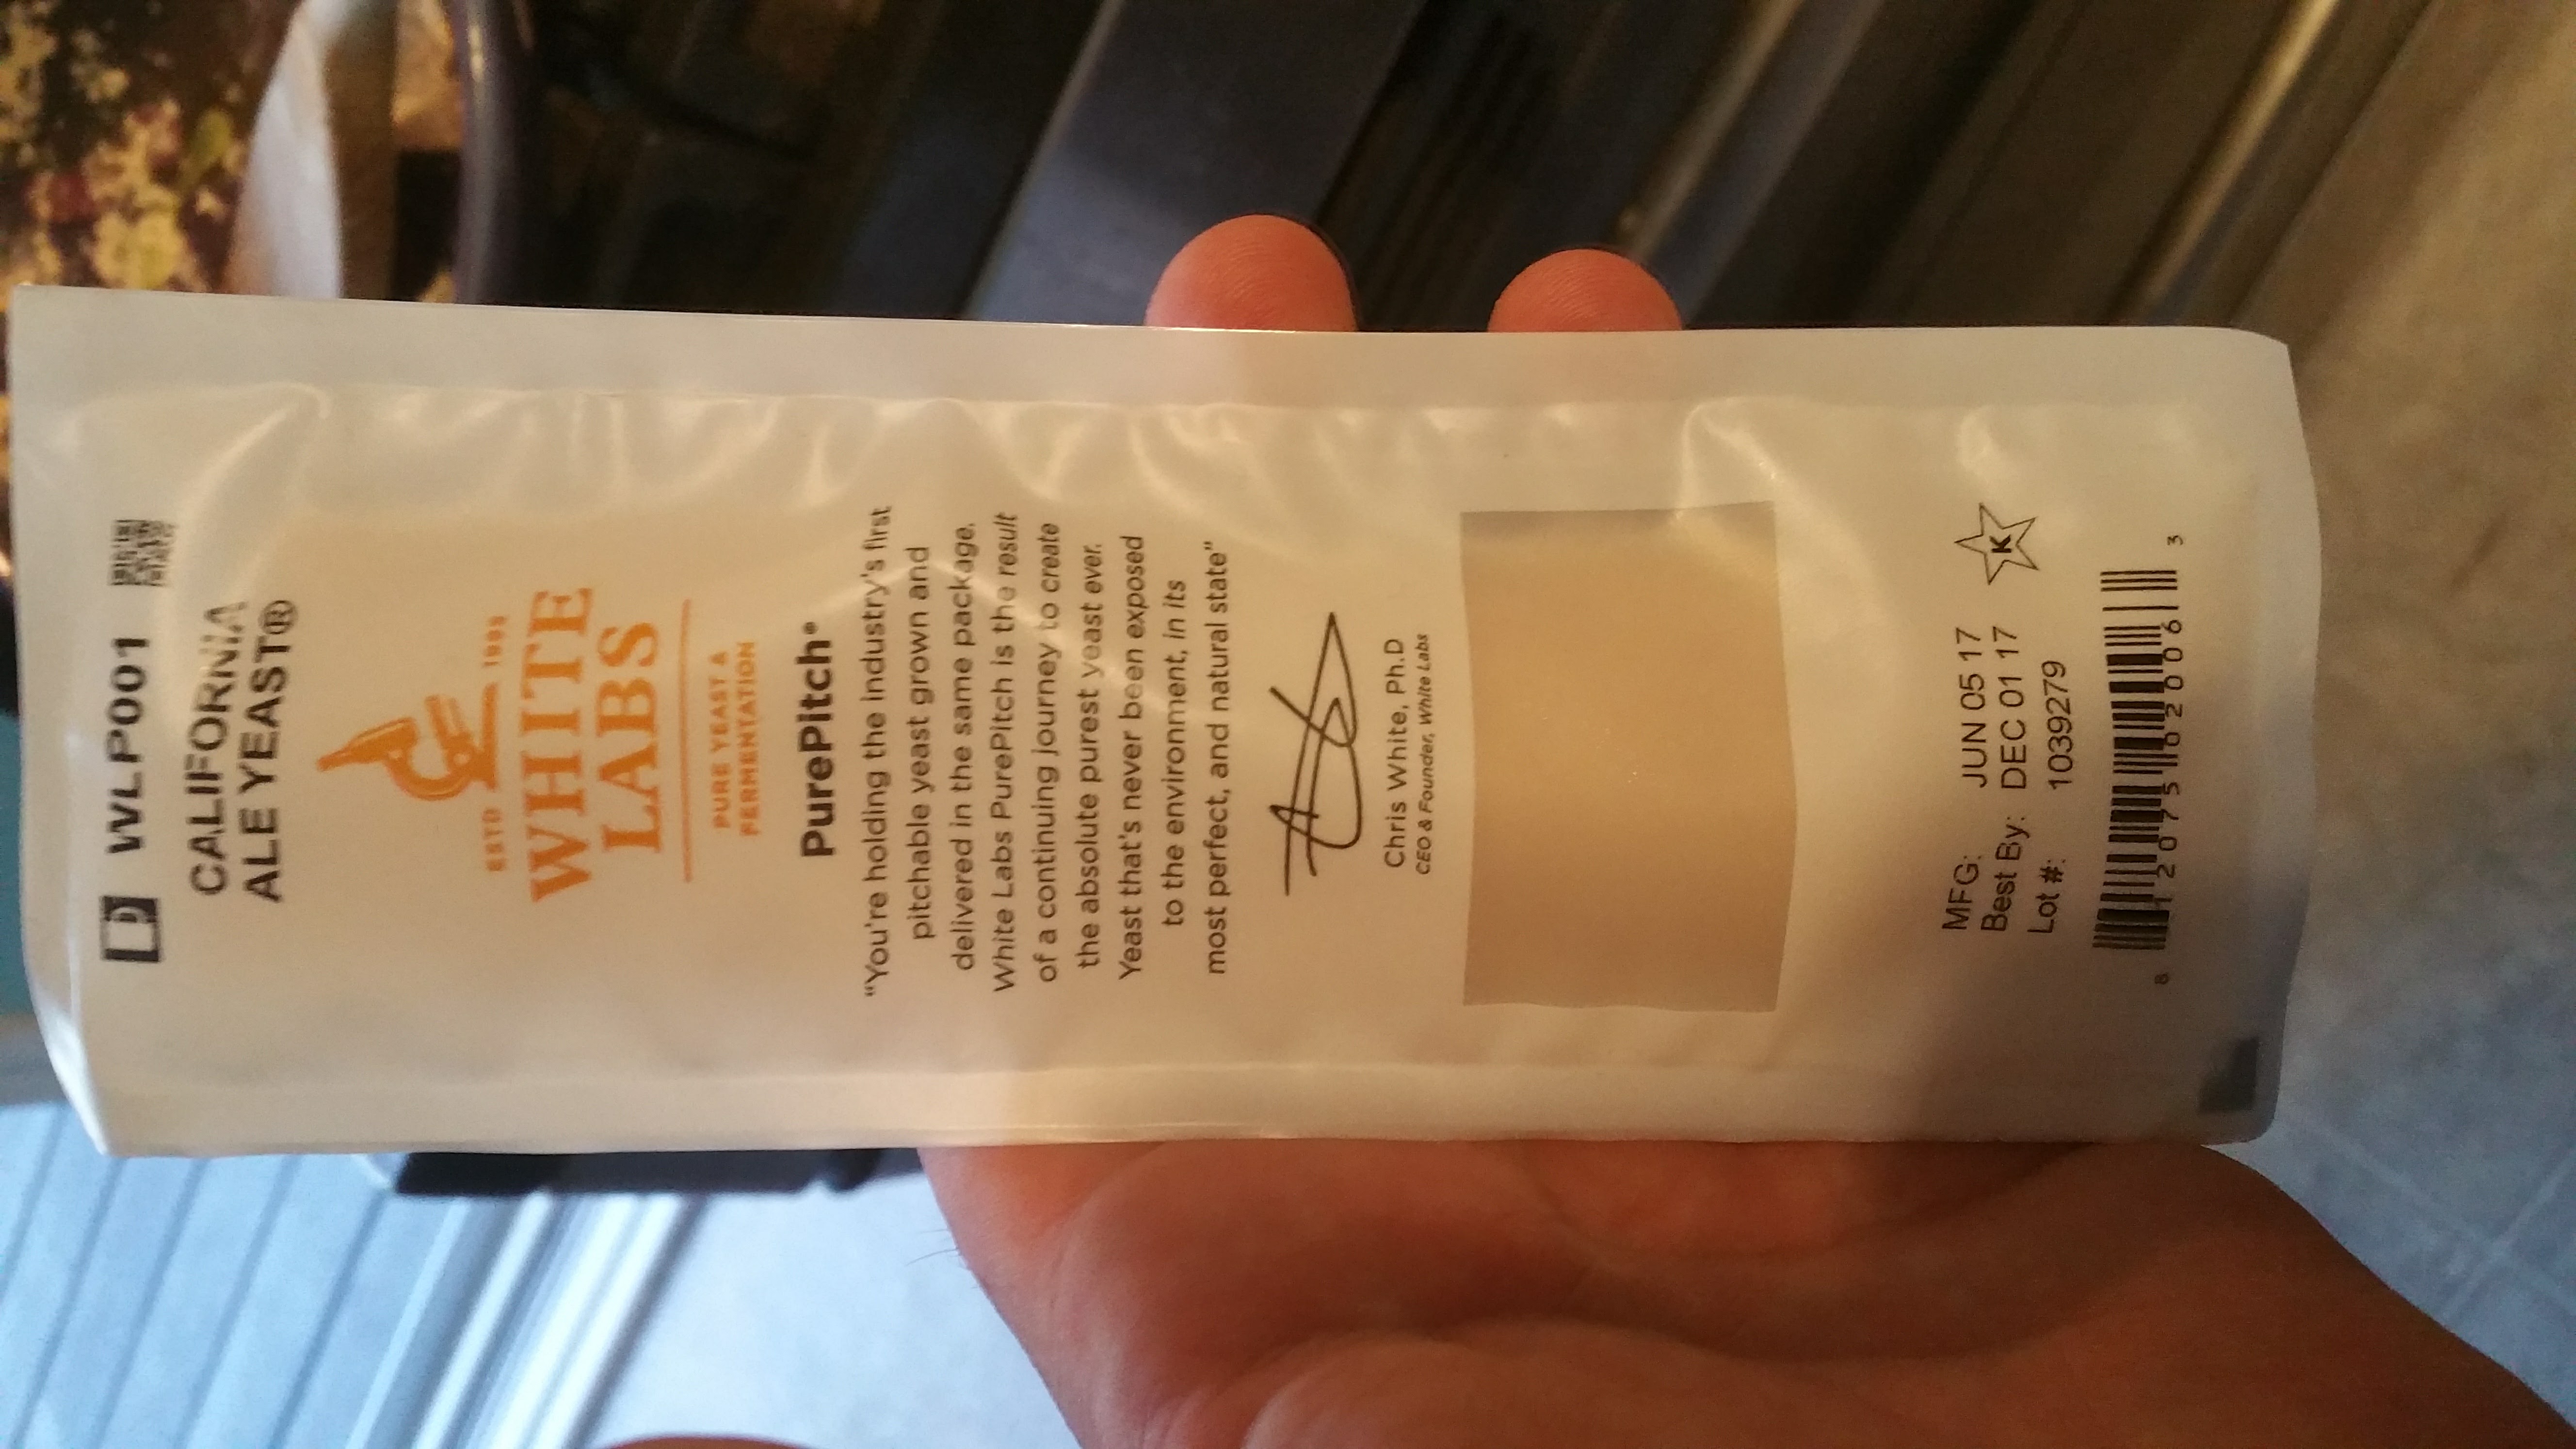 WLP001
CALIFORNIA
ALE YEAST®
ESTD 1995
WHITE
LABS
PURE YEAST &
FERMENTATION
PurePitch®
"You're holding the industry's first
pitchable yeast grown and
delivered in the same package.
White Labs PurePitch is the result
of a continuing journey to create
the absolute purest yeast ever.
Yeast that's never been exposed
to the environment, in its
most perfect, and natural state"
Chris White, Ph.D
CEO & Founder, White Labs
MFG: JUN 05 17
Best By: DEC 01 17
Lot #: 1039279
K
8 12075 02006 3